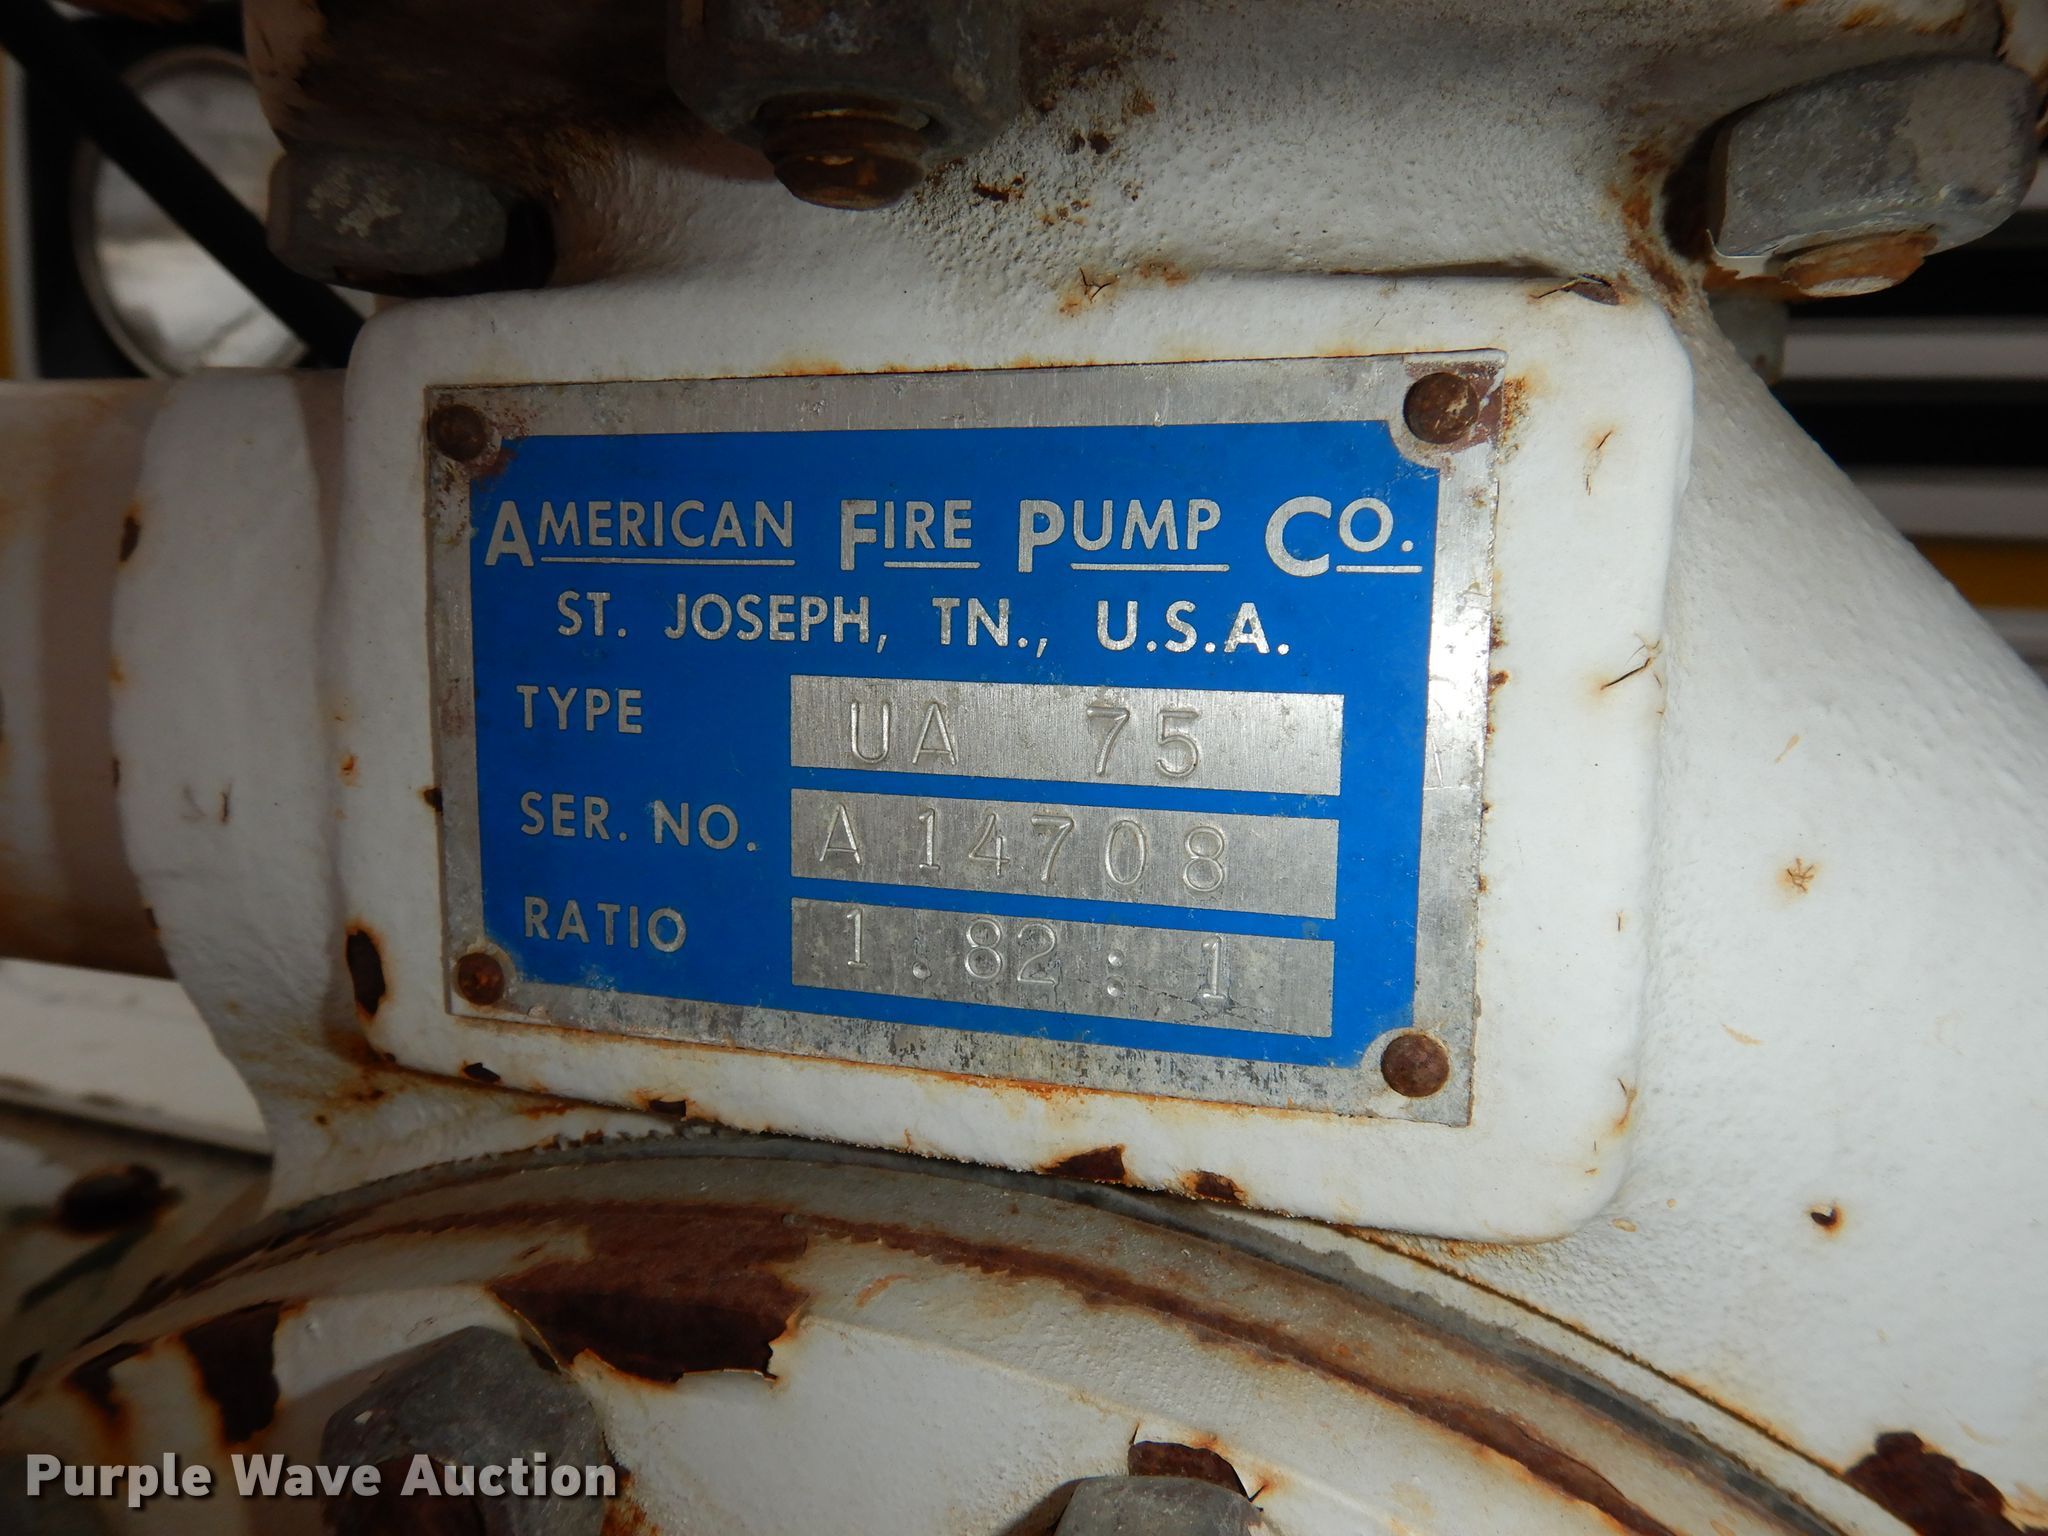 AMERICAN FIRE PUMP CO.
ST. JOSEPH, TN., U.S.A.
TYPE UA 75
SER. NO. A14708
RATIO 1.82:1
Purple Wave Auction